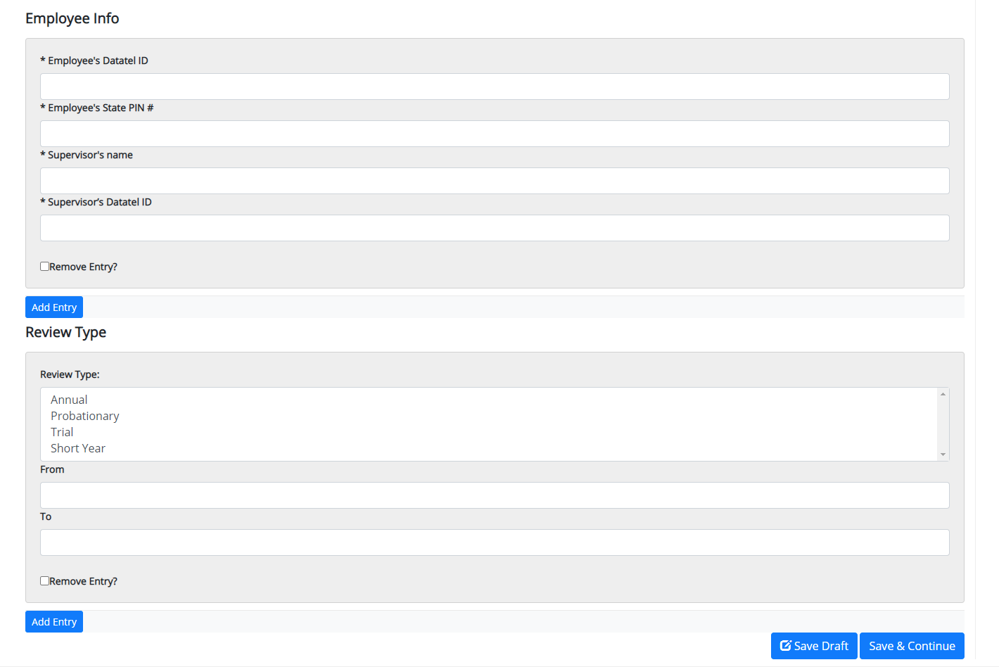 Employee Info
* Employee's Datatel ID
* Employee's State PIN #
* Supervisor's name
* Supervisor’s Datatel ID
Remove Entry?
Add Entry
Review Type
Review Type:
Annual
Probationary
Trial
Short Year
From
To
Remove Entry?
Add Entry
Save Draft
Save & Continue